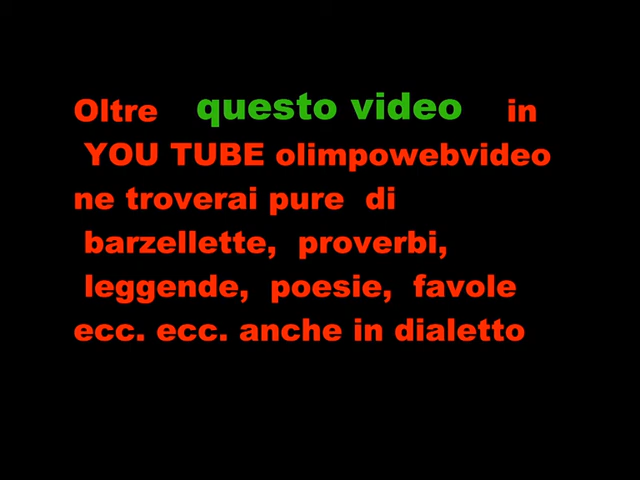 Oltre questo video in
YOU TUBE olimpowebvideo
ne troverai pure di
barzellette, proverbi,
leggende, poesie, favole
ecc. ecc. anche in dialetto